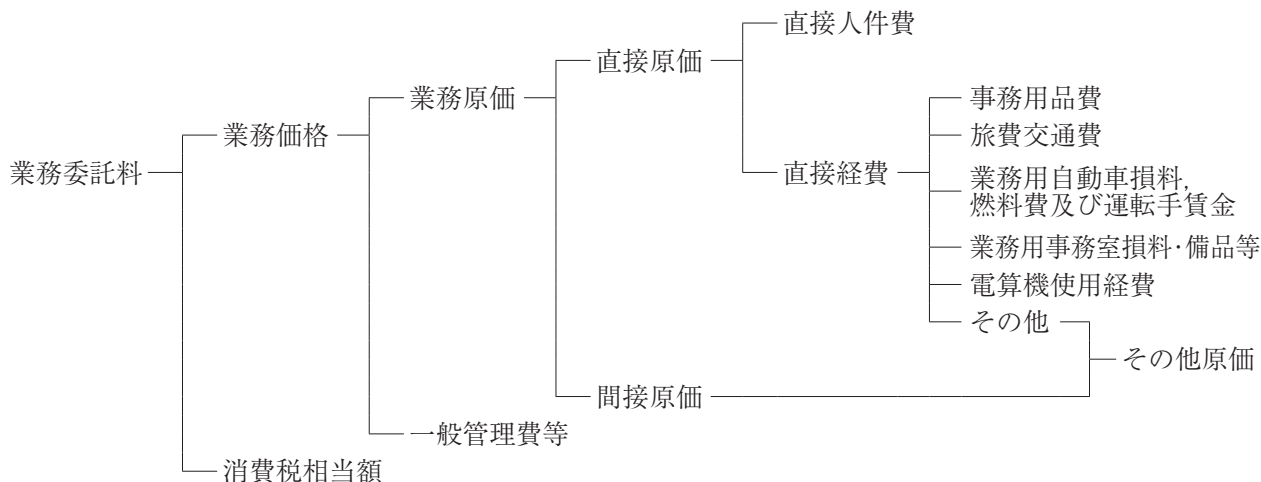 直接人件費
直接原価
業務原価
事務用品費
業務価格
旅費交通費
業務委託料
直接経費
業務用自動車損料,
燃料費及び運転手賃金
業務用事務室損料・備品等
電算機使用経費
その他
その他原価
間接原価
一般管理費等
消費税相当額